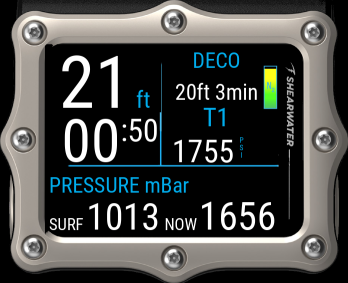 21 ft
00:50
DECO
20ft 3min
T1
1755 PSI
N₂
SHEARWATER
PRESSURE mBar
SURF 1013 NOW 1656